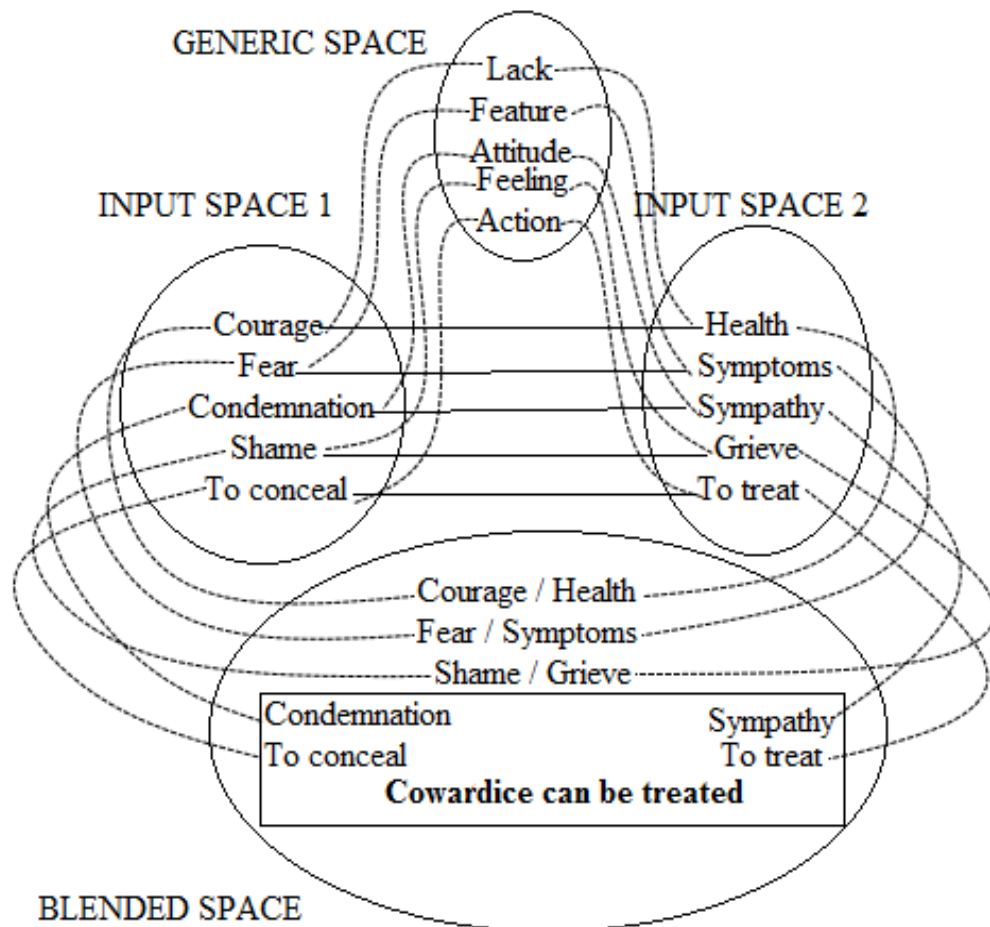 GENERIC SPACE
Lack
Feature
Attitude
Feeling
Action
INPUT SPACE 1
INPUT SPACE 2
Courage
Fear
Condemnation
Shame
To conceal
Health
Symptoms
Sympathy
Grieve
To treat
Courage / Health
Fear / Symptoms
Shame / Grieve
Condemnation
Sympathy
To conceal
To treat
Cowardice can be treated
BLENDED SPACE